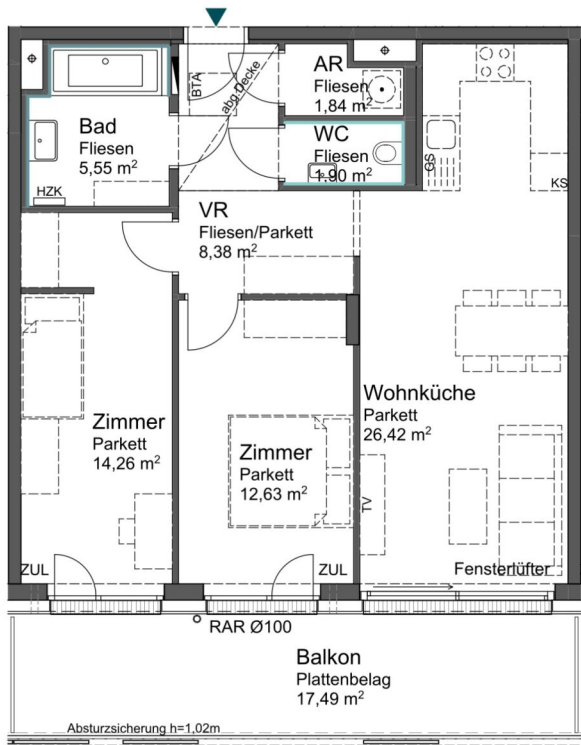 BTA
abg.Decke
AR
Fliesen
1,84 m²
Bad
Fliesen
5,55 m²
HZK
WC
Fliesen
1,90 m²
GS
KS
VR
Fliesen/Parkett
8,38 m²
Zimmer
Parkett
14,26 m²
Zimmer
Parkett
12,63 m²
Wohnküche
Parkett
26,42 m²
TV
ZUL
ZUL
Fensterlüfter
RAR Ø100
Balkon
Plattenbelag
17,49 m²
Absturzsicherung h=1,02m